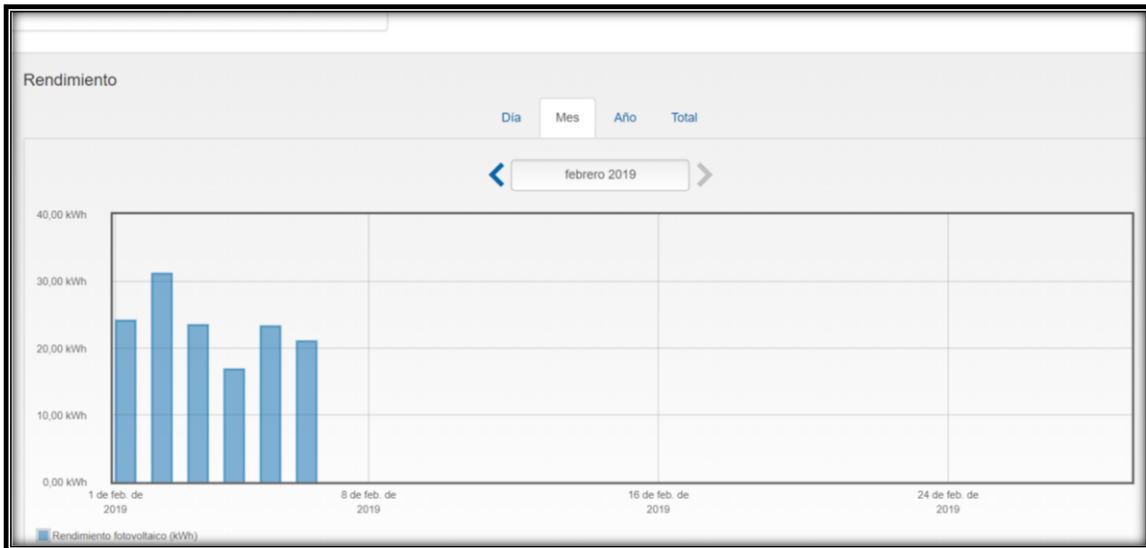 Rendimiento
Día Mes Año Total
febrero 2019
40,00 kWh
30,00 kWh
20,00 kWh
10,00 kWh
0,00 kWh
1 de feb. de
2019
8 de feb. de
2019
16 de feb. de
2019
24 de feb. de
2019
Rendimiento fotovoltaico (kWh)